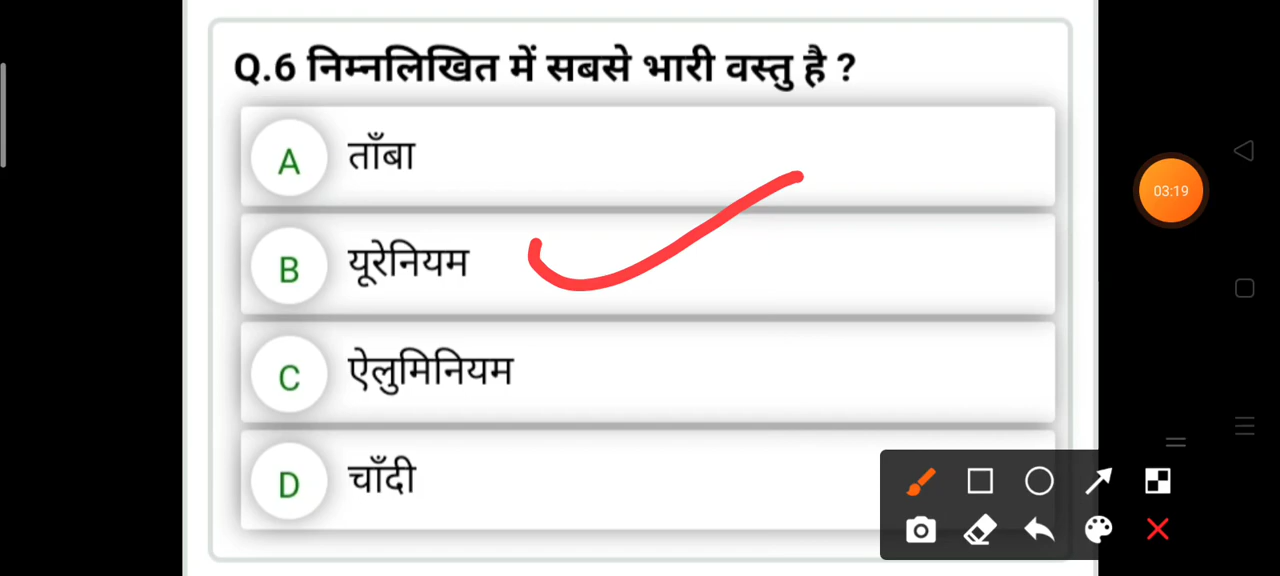 Q.6 निम्नलिखित में सबसे भारी वस्तु है ?
A ताँबा
03:19
B यूरेनियम
C ऐलुमिनियम
D चाँदी